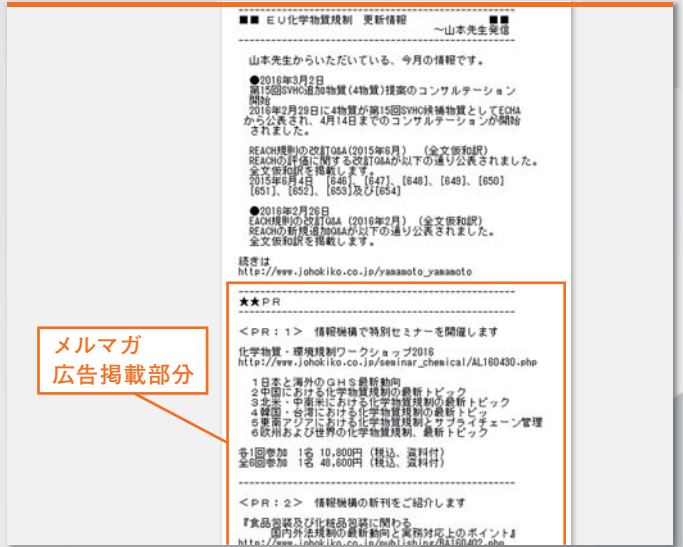 ■■ ＥＵ化学物質規制　更新情報　■■
～山本先生発信
山本先生からいただいている、今月の情報です。
●2016年3月2日
第15回SVHC追加物質(4物質)提案のコンサルテーション
開始
2016年2月29日に4物質が第15回SVHC候補物質としてECHA
から公表され、4月14日までのコンサルテーションが開始
されました。
REACH規則の改訂Q&A(2015年6月)　(全文仮和訳)
REACHの評価に関する改訂Q&Aが以下の通り公表されました。
全文仮和訳を掲載します。
2015年6月4日　[646]、[647]、[648]、[649]、[650]
[651]、[652]、[653]及び[654]
●2016年2月26日
EACH規則の改訂Q&A (2016年2月)　(全文仮和訳)
REACHの新規追加Q&Aが以下の通り公表されました。
全文仮和訳を掲載します。
続きは
http://www.johokiko.co.jp/yamamoto_yamamoto
★★ＰＲ
＜ＰＲ：１＞　情報機構で特別セミナーを開催します
化学物質・環境規制ワークショップ2016
http://www.johokiko.co.jp/seminar_chemical/AL160430.php
１日本と海外のＧＨＳ最新動向
２中国における化学物質規制の最新トピック
３北米・中南米における化学物質規制の最新トピック
４韓国・台湾における化学物質規制の最新トピッ
５東南アジアにおける化学物質規制とサプライチェーン管理
６欧州および世界の化学物質規制、最新トピック
各1回参加　1名 10,800円 (税込、資料付)
全6回参加　1名 48,600円 (税込、資料付)
メルマガ
広告掲載部分
＜ＰＲ：２＞　情報機構の新刊をご紹介します
『食品包装及び化粧品包装に関わる
国内外法規制の最新動向と実務対応上のポイント』
http://www.johokiko.co.jp/publishing/BA160402.php